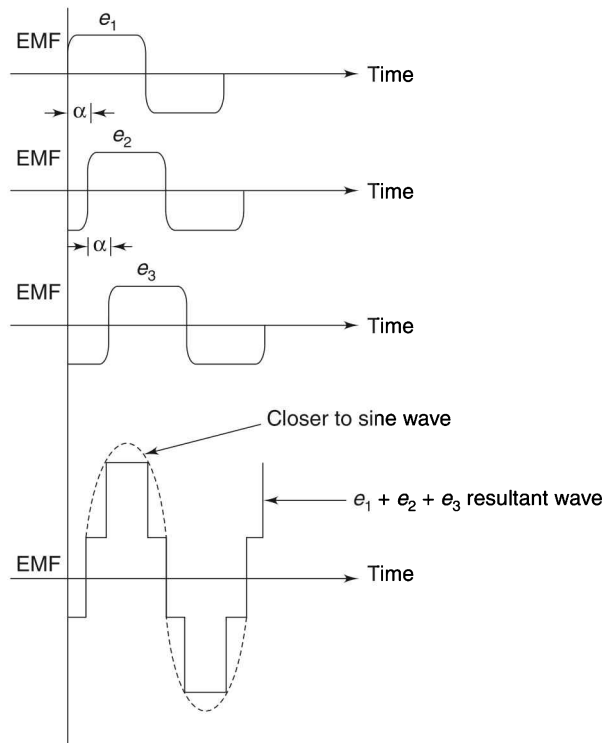 e₁
EMF
Time
α
e₂
EMF
Time
α
e₃
EMF
Time
Closer to sine wave
e₁ + e₂ + e₃ resultant wave
EMF
Time